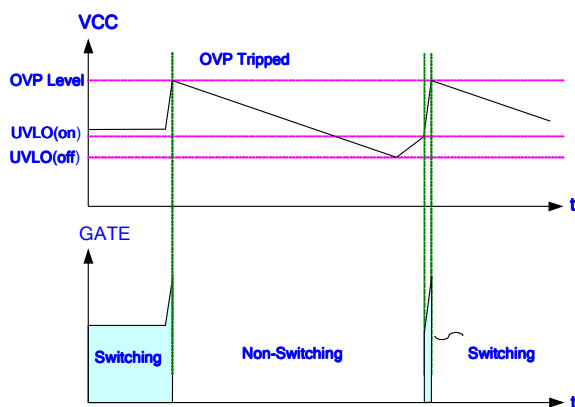 VCC
OVP Tripped
OVP Level
UVLO(on)
UVLO(off)
t
GATE
Switching
Non-Switching
Switching
t